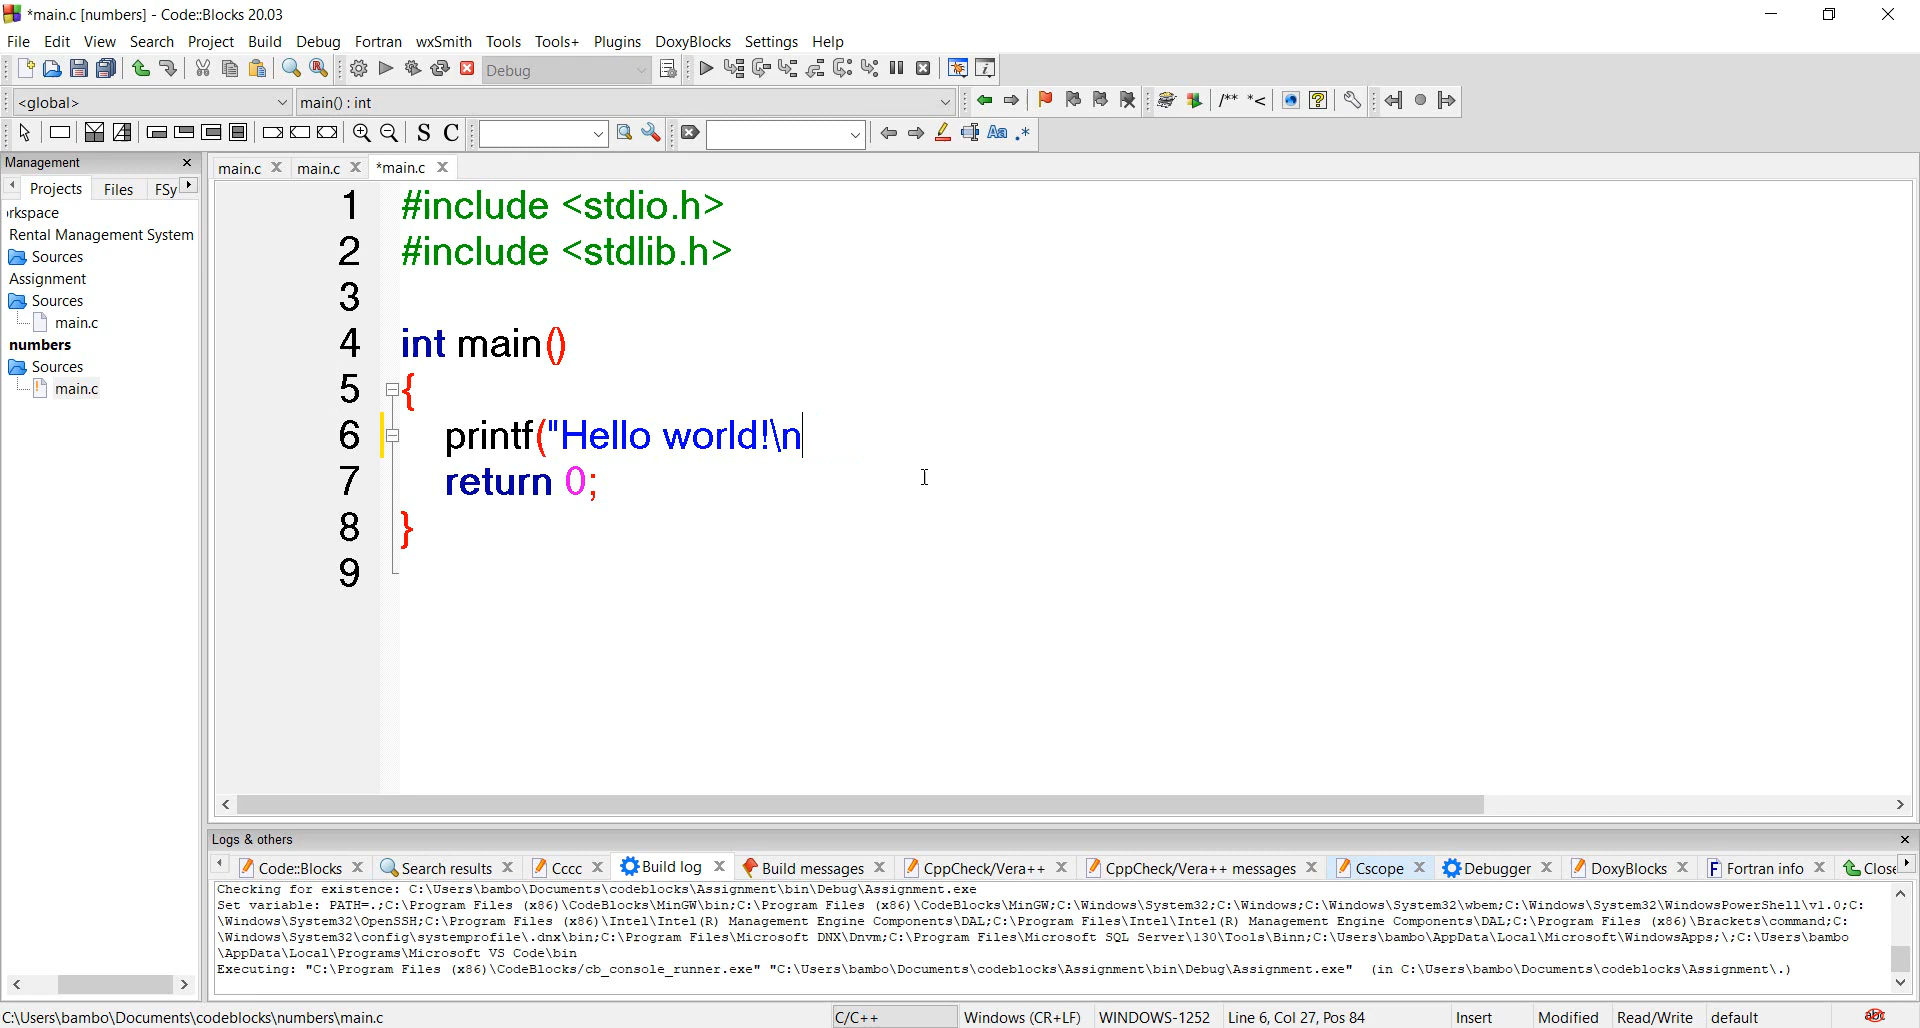 *main.c [numbers] - Code::Blocks 20.03
File Edit View Search Project Build Debug Fortran wxSmith Tools Tools+ Plugins DoxyBlocks Settings Help
Debug
<global> main() : int /** *<
S C Aa .*
Management
Projects Files FSy
main.c main.c *main.c
rkspace
Rental Management System
Sources
Assignment
Sources
main.c
numbers
Sources
main.c
1 #include <stdio.h>
2 #include <stdlib.h>
3
4 int main()
5 {
6 printf("Hello world!\n
7 return 0;
8 }
9
Logs & others
Code::Blocks Search results Cccc Build log Build messages CppCheck/Vera++ CppCheck/Vera++ messages Cscope Debugger DoxyBlocks Fortran info Close
Checking for existence: C:\Users\bambo\Documents\codeblocks\Assignment\bin\Debug\Assignment.exe
Set variable: PATH=.;C:\Program Files (x86)\CodeBlocks\MinGW\bin;C:\Program Files (x86)\CodeBlocks\MinGW;C:\Windows\System32;C:\Windows;C:\Windows\System32\wbem;C:\Windows\System32\WindowsPowerShell\v1.0;C:
\Windows\System32\OpenSSH;C:\Program Files (x86)\Intel\Intel(R) Management Engine Components\DAL;C:\Program Files\Intel\Intel(R) Management Engine Components\DAL;C:\Program Files (x86)\Brackets\command;C:
\Windows\System32\config\systemprofile\.dnx\bin;C:\Program Files\Microsoft DNX\Dnvm;C:\Program Files\Microsoft SQL Server\130\Tools\Binn;C:\Users\bambo\AppData\Local\Microsoft\WindowsApps;\;C:\Users\bambo
\AppData\Local\Programs\Microsoft VS Code\bin
Executing: "C:\Program Files (x86)\CodeBlocks/cb_console_runner.exe" "C:\Users\bambo\Documents\codeblocks\Assignment\bin\Debug\Assignment.exe" (in C:\Users\bambo\Documents\codeblocks\Assignment\.)
C:\Users\bambo\Documents\codeblocks\numbers\main.c C/C++ Windows (CR+LF) WINDOWS-1252 Line 6, Col 27, Pos 84 Insert Modified Read/Write default abc